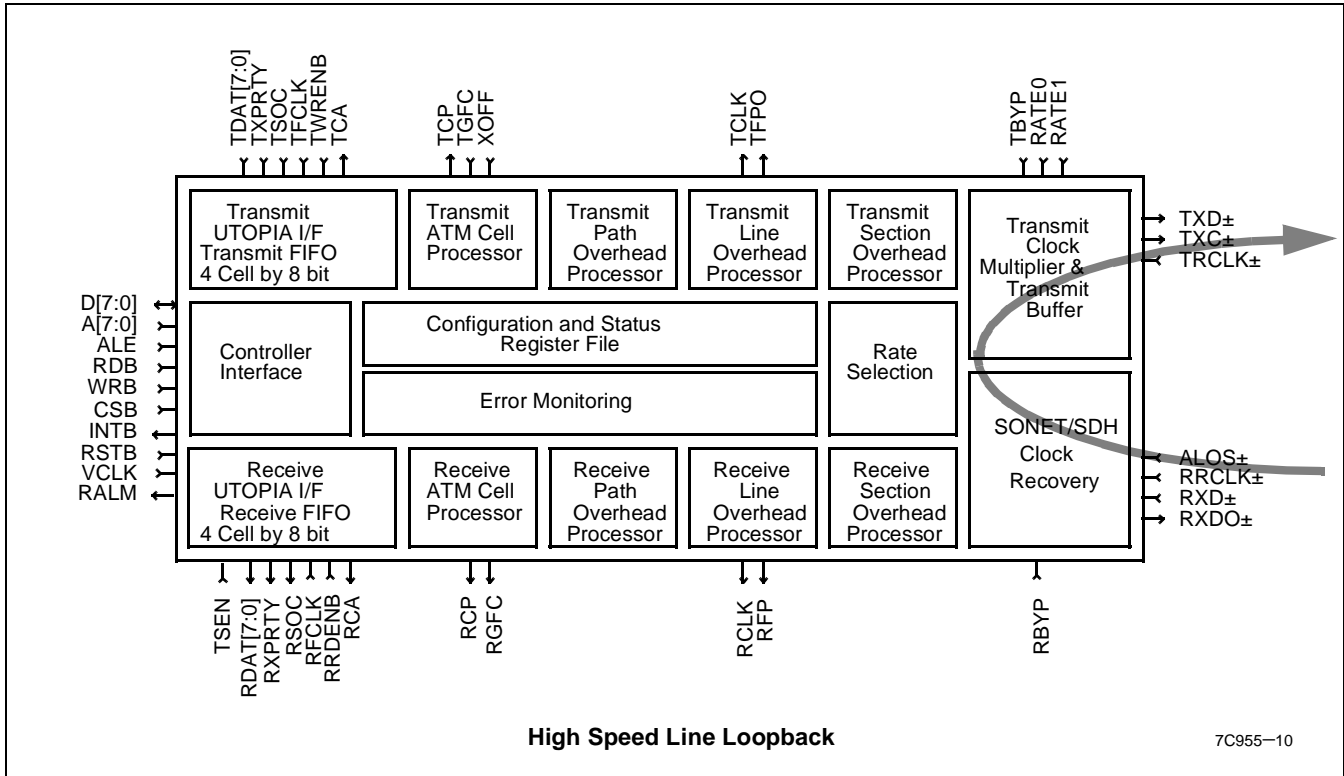 TDAT[7:0]
TXPRTY
TSOC
TFCLK
TWRENB
TCA
TCP
TGFC
XOFF
TCLK
TFPO
TBYP
RATE0
RATE1
Transmit
UTOPIA I/F
Transmit FIFO
4 Cell by 8 bit
Transmit
ATM Cell
Processor
Transmit
Path
Overhead
Processor
Transmit
Line
Overhead
Processor
Transmit
Section
Overhead
Processor
Transmit
Clock
Multiplier &
Transmit
Buffer
TXD±
TXC±
TRCLK±
D[7:0]
A[7:0]
ALE
RDB
WRB
CSB
INTB
RSTB
VCLK
RALM
Controller
Interface
Configuration and Status
Register File
Error Monitoring
Rate
Selection
SONET/SDH
Clock
Recovery
ALOS±
RRCLK±
RXD±
RXDO±
Receive
UTOPIA I/F
Receive FIFO
4 Cell by 8 bit
Receive
ATM Cell
Processor
Receive
Path
Overhead
Processor
Receive
Line
Overhead
Processor
Receive
Section
Overhead
Processor
TSEN
RDAT[7:0]
RXPRTY
RSOC
RFCLK
RRDENB
RCA
RCP
RGFC
RCLK
RFP
RBYP
High Speed Line Loopback
7C955–10